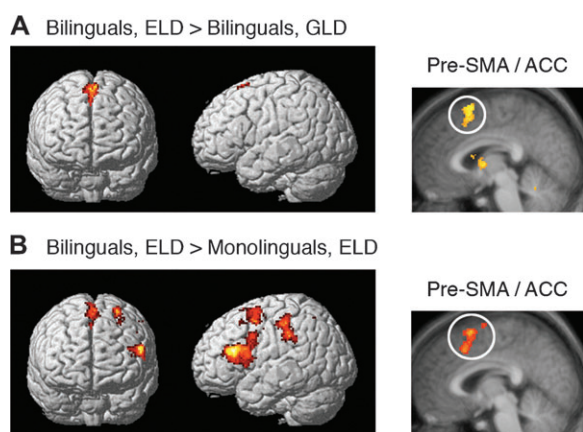 A Bilinguals, ELD > Bilinguals, GLD
Pre-SMA / ACC
B Bilinguals, ELD > Monolinguals, ELD
Pre-SMA / ACC